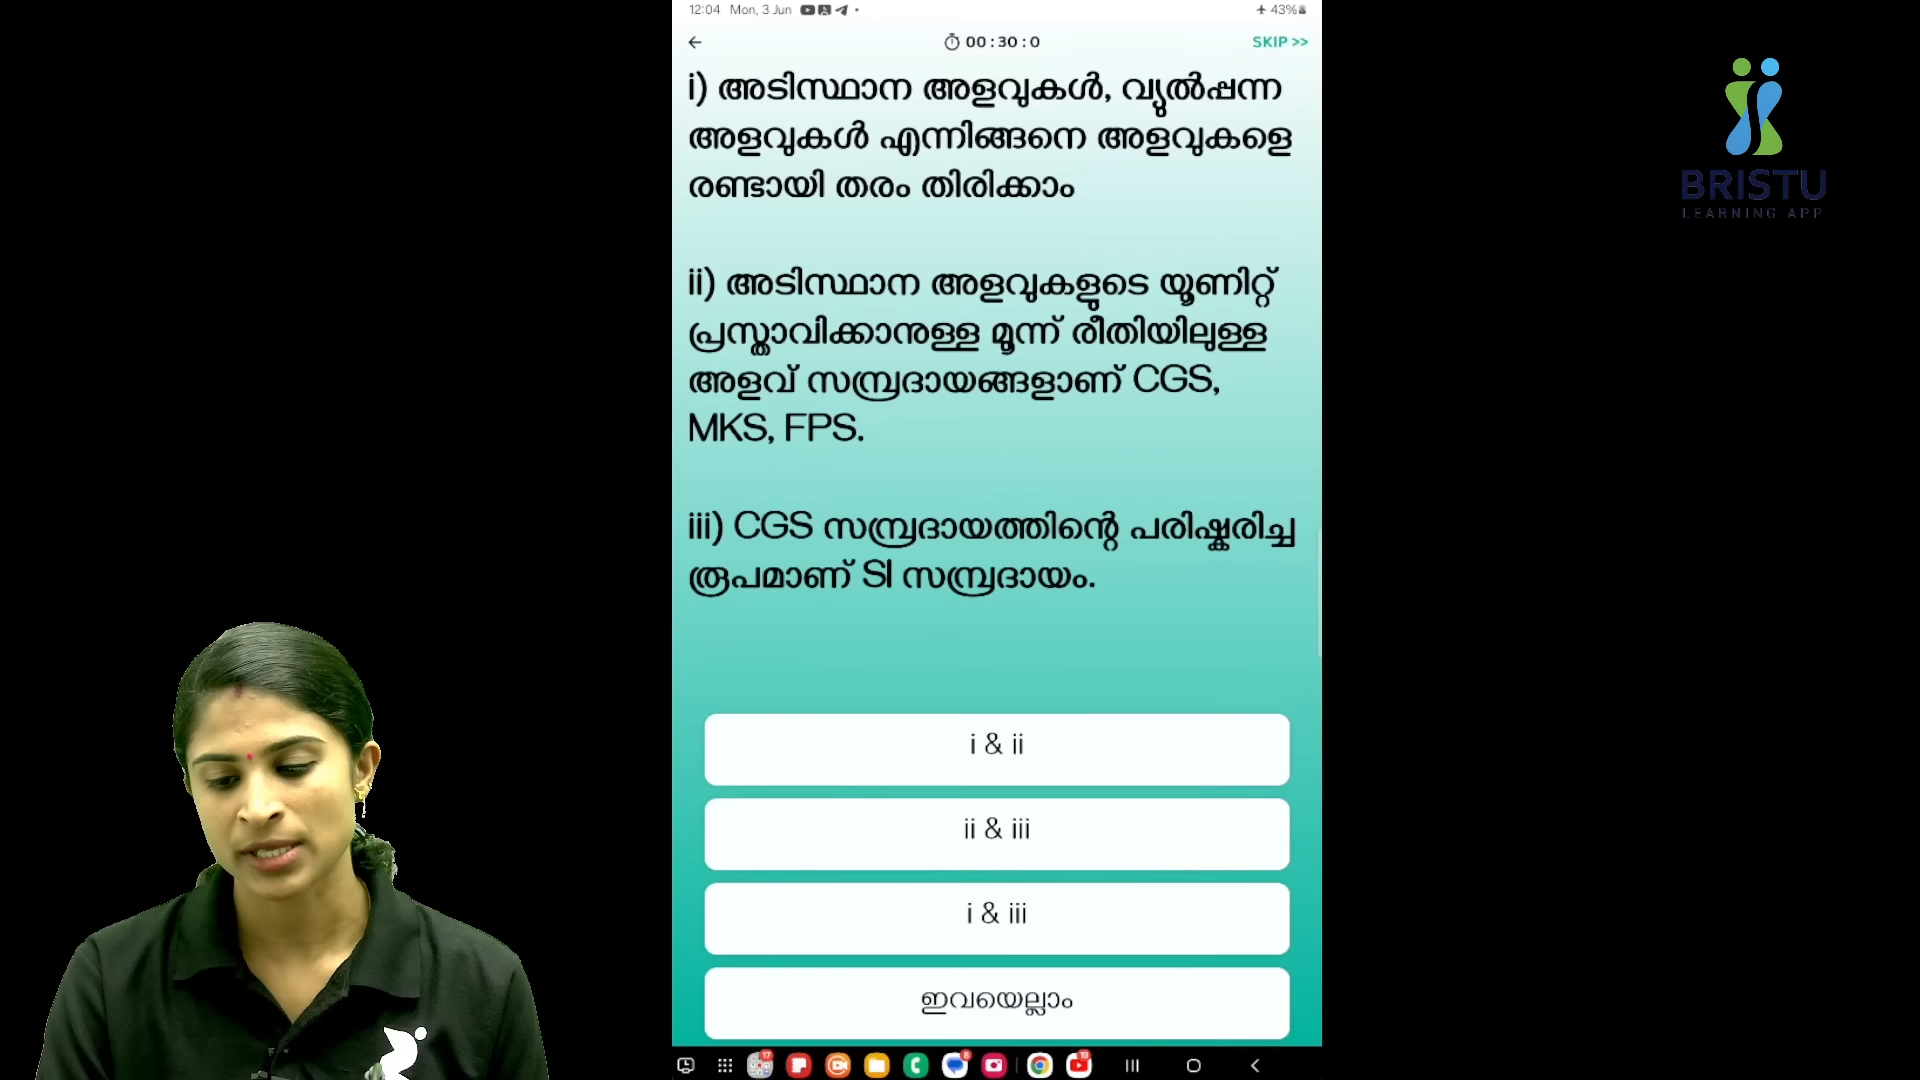 12:04 Mon, 3 Jun
43%
00 : 30 : 0
SKIP >>
i) അടിസ്ഥാന അളവുകൾ, വ്യുൽപ്പന്ന
അളവുകൾ എന്നിങ്ങനെ അളവുകളെ
രണ്ടായി തരം തിരിക്കാം
ii) അടിസ്ഥാന അളവുകളുടെ യൂണിറ്റ്
പ്രസ്താവിക്കാനുള്ള മൂന്ന് രീതിയിലുള്ള
അളവ് സമ്പ്രദായങ്ങളാണ് CGS,
MKS, FPS.
iii) CGS സമ്പ്രദായത്തിന്റെ പരിഷ്കരിച്ച
രൂപമാണ് SI സമ്പ്രദായം.
i & ii
ii & iii
i & iii
ഇവയെല്ലാം
BRISTU
LEARNING APP